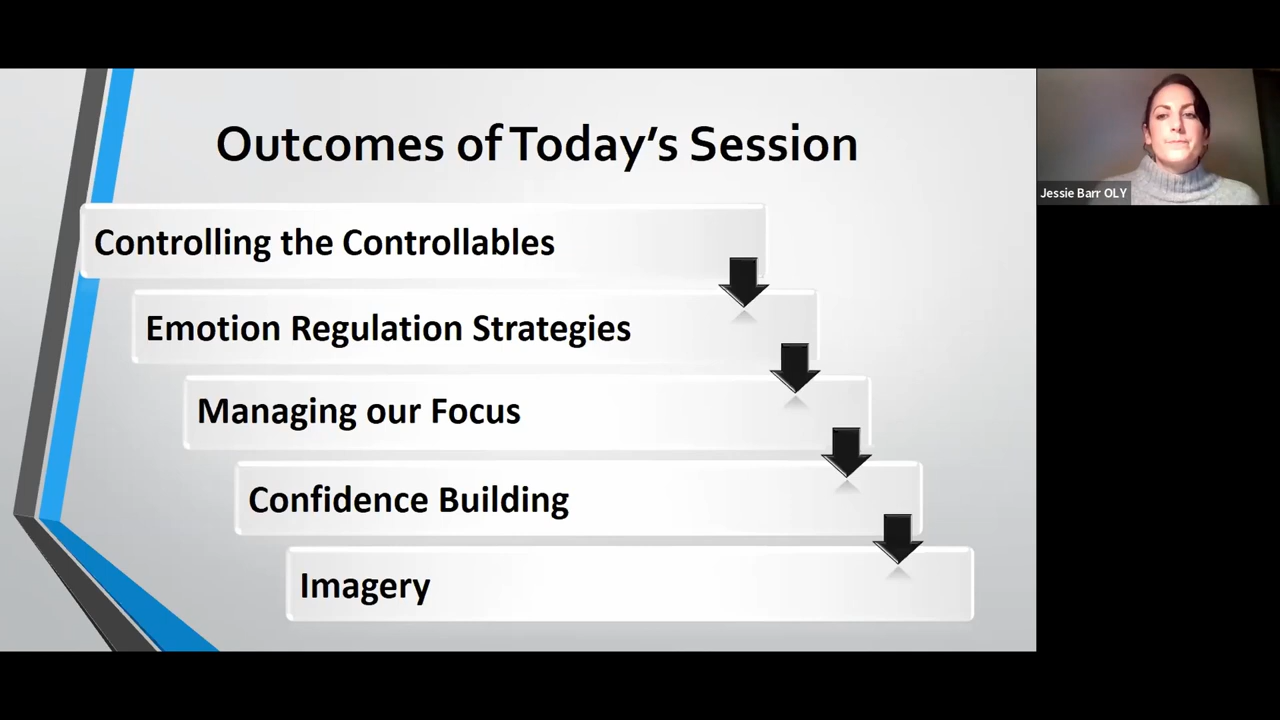 Outcomes of Today's Session
Controlling the Controllables
Emotion Regulation Strategies
Managing our Focus
Confidence Building
Imagery
Jessie Barr OLY